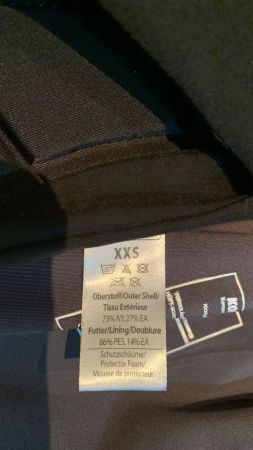 XXS
Oberstoff/Outer Shell/
Tissu Extérieur
73% NY, 27% EA
Futter/Lining/Doublure
86% PES, 14% EA
Schutzschäume/
Protector Foam/
Mousse de protecteur